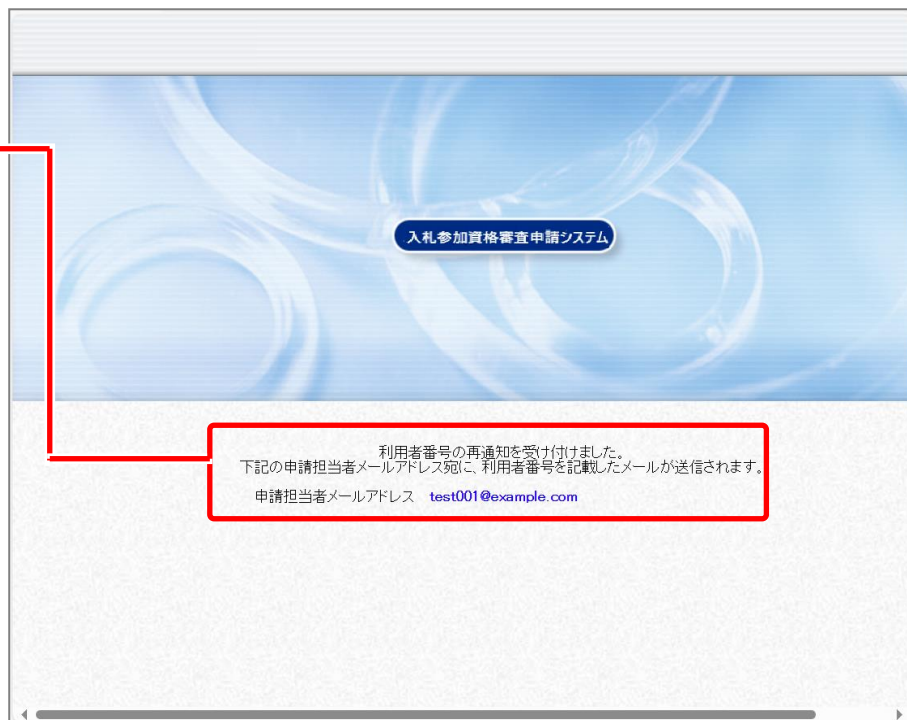 入札参加資格審査申請システム
利用者番号の再通知を受け付けました。
下記の申請担当者メールアドレス宛に、利用者番号を記載したメールが送信されます。
申請担当者メールアドレス　test001@example.com